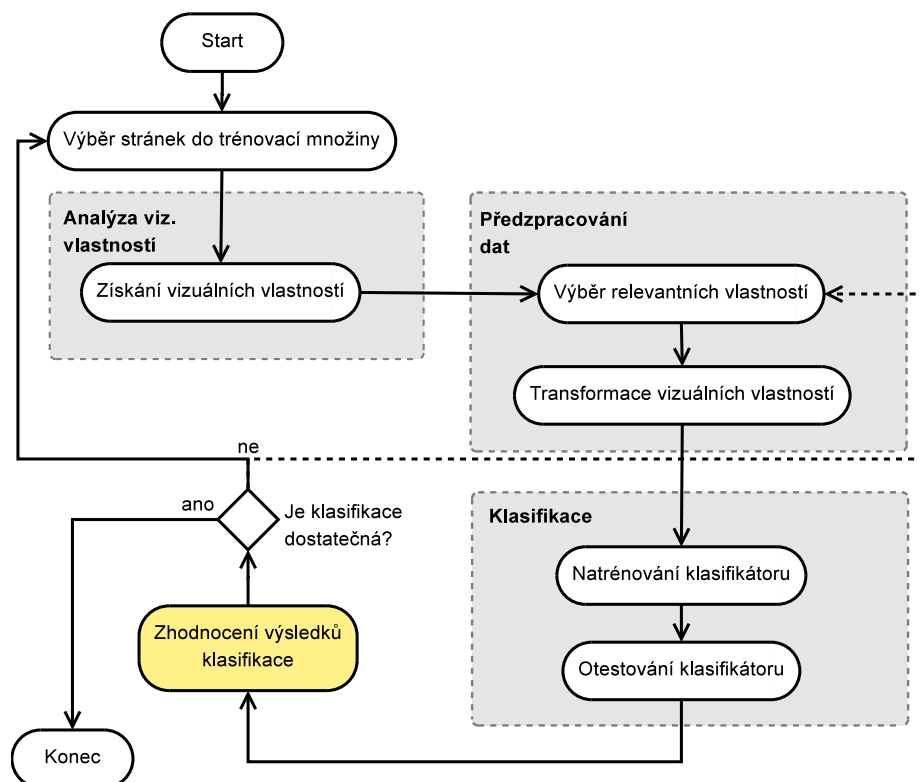 Start
Výběr stránek do trénovací množiny
Analýza viz.
vlastností
Získání vizuálních vlastností
Předzpracování
dat
Výběr relevantních vlastností
Transformace vizuálních vlastností
ne
ano
Je klasifikace
dostatečná?
Klasifikace
Natrénování klasifikátoru
Otestování klasifikátoru
Zhodnocení výsledků
klasifikace
Konec